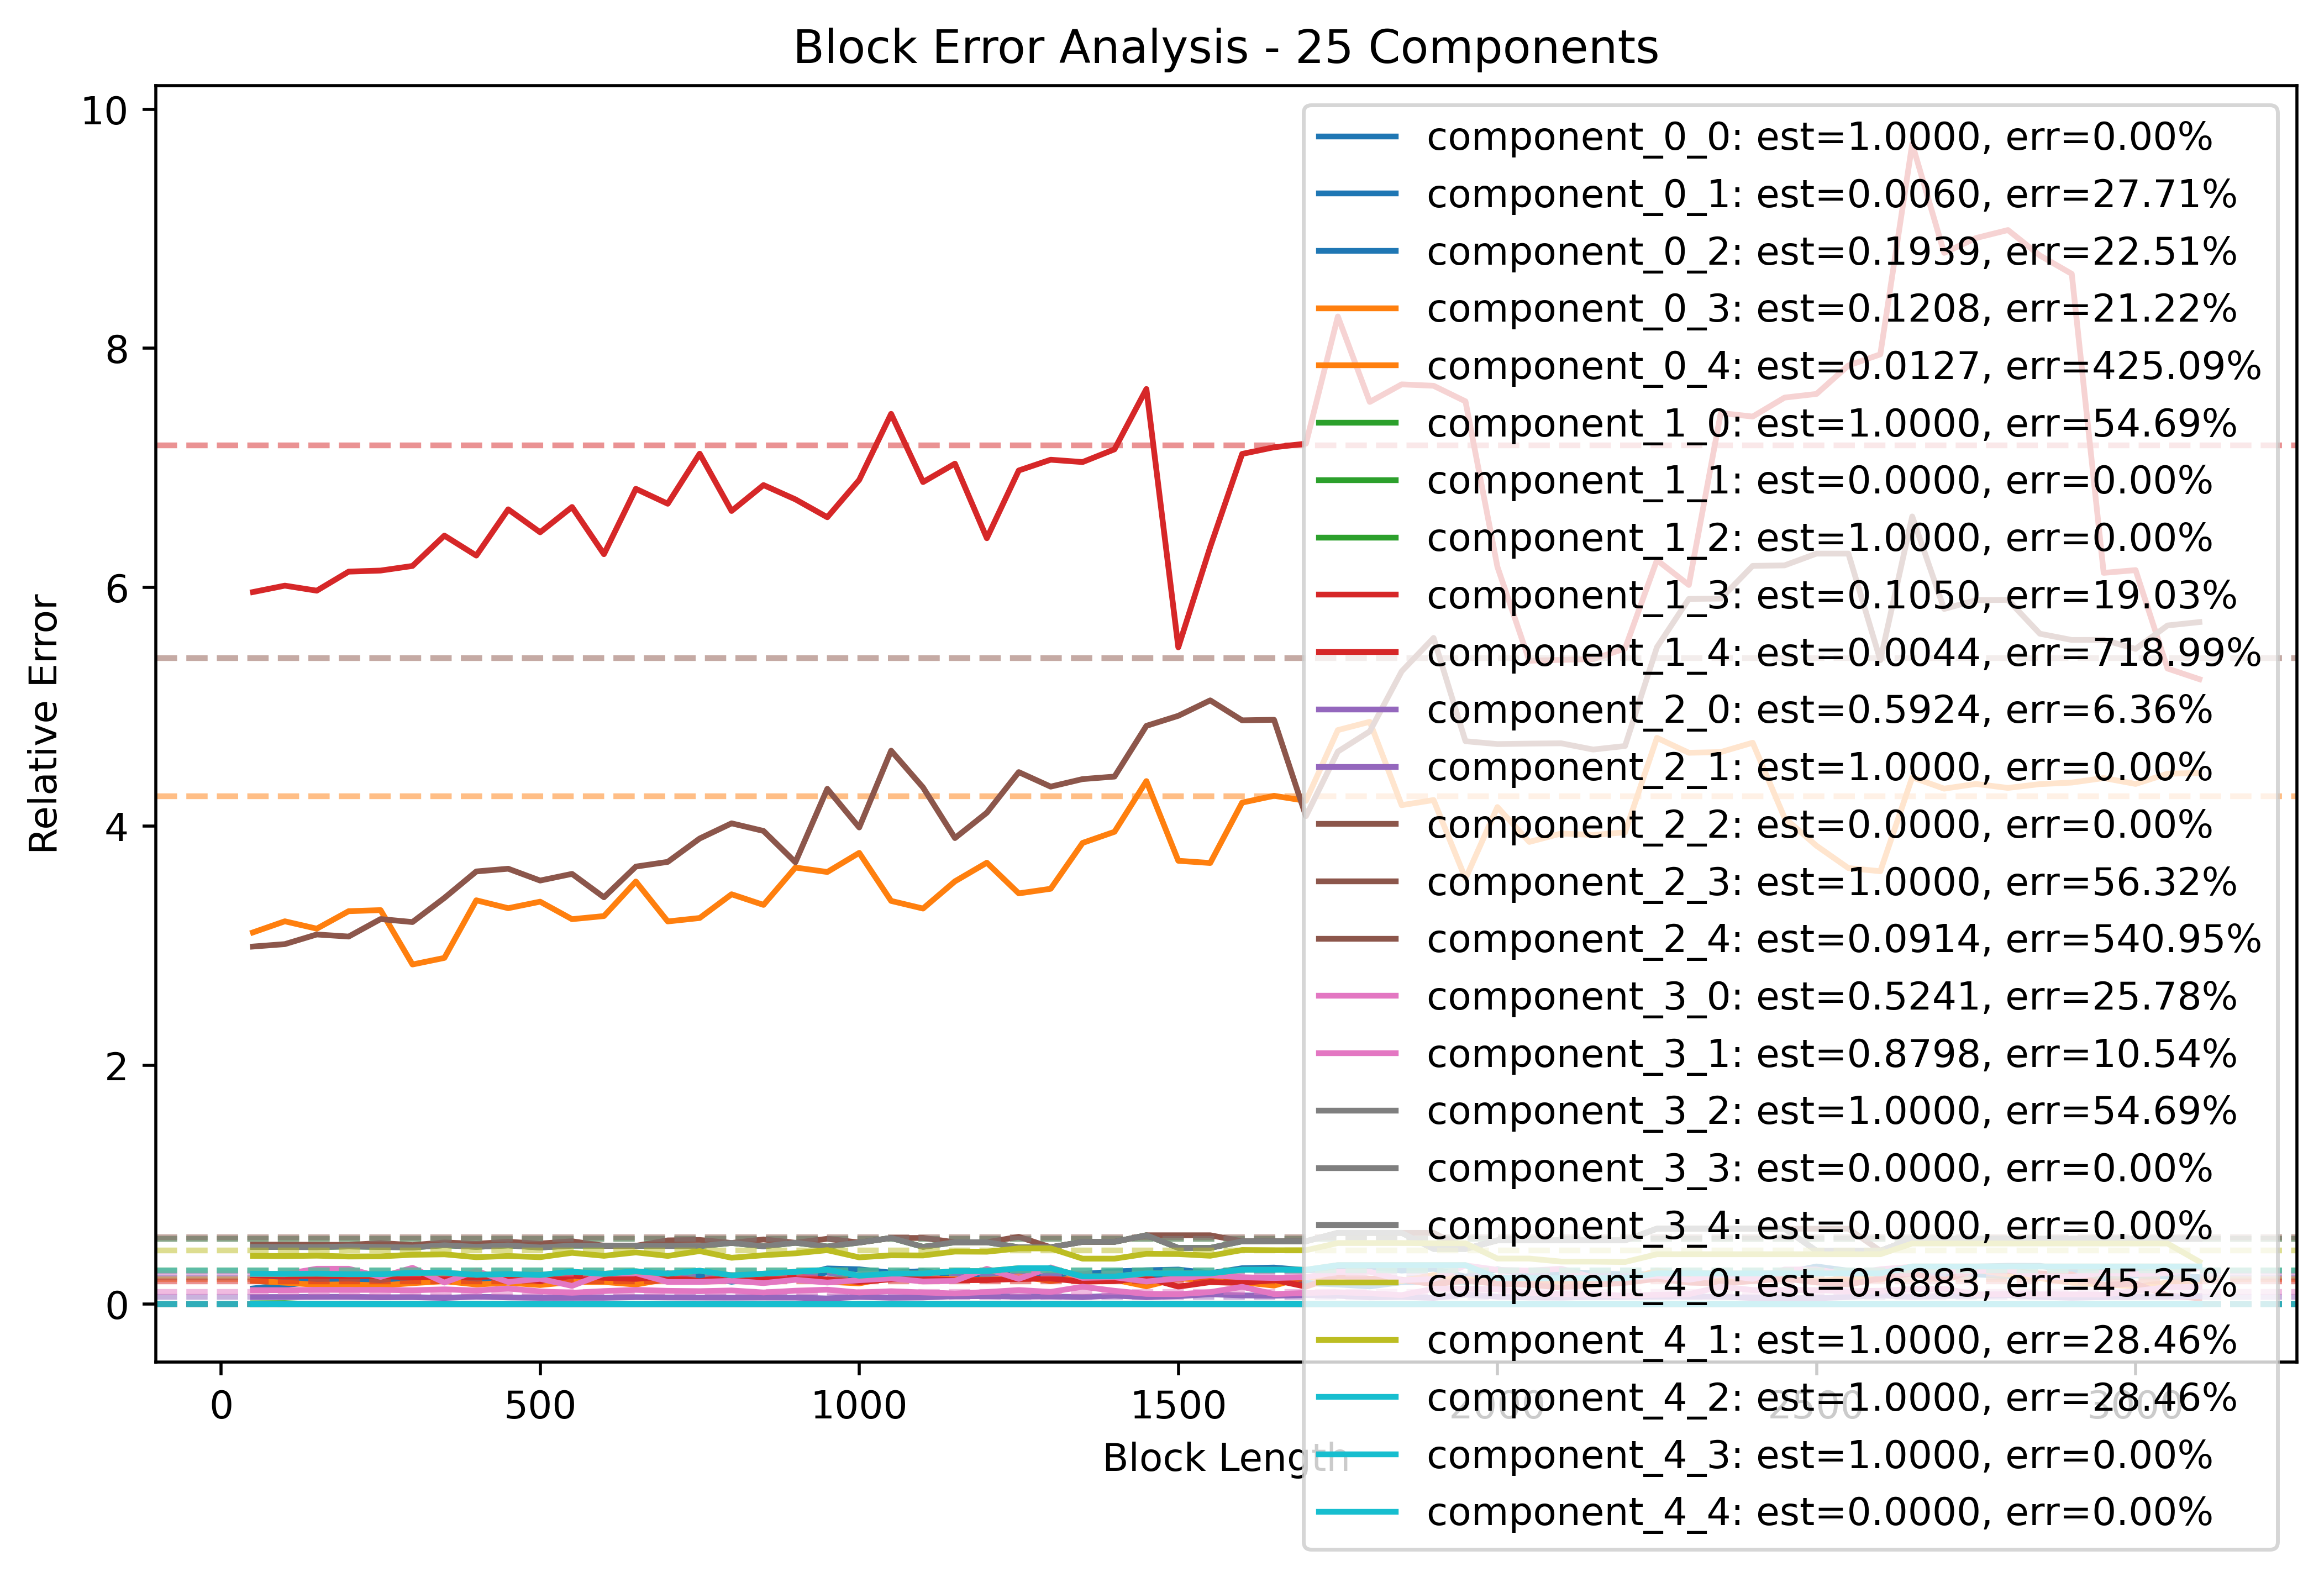 Block Error Analysis - 25 Components
Relative Error
10
8
6
4
2
0
component_0_0: est=1.0000, err=0.00%
component_0_1: est=0.0060, err=27.71%
component_0_2: est=0.1939, err=22.51%
component_0_3: est=0.1208, err=21.22%
component_0_4: est=0.0127, err=425.09%
component_1_0: est=1.0000, err=54.69%
component_1_1: est=0.0000, err=0.00%
component_1_2: est=1.0000, err=0.00%
component_1_3: est=0.1050, err=19.03%
component_1_4: est=0.0044, err=718.99%
component_2_0: est=0.5924, err=6.36%
component_2_1: est=1.0000, err=0.00%
component_2_2: est=0.0000, err=0.00%
component_2_3: est=1.0000, err=56.32%
component_2_4: est=0.0914, err=540.95%
component_3_0: est=0.5241, err=25.78%
component_3_1: est=0.8798, err=10.54%
component_3_2: est=1.0000, err=54.69%
component_3_3: est=0.0000, err=0.00%
component_3_4: est=0.0000, err=0.00%
component_4_0: est=0.6883, err=45.25%
component_4_1: est=1.0000, err=28.46%
component_4_2: est=1.0000, err=28.46%
component_4_3: est=1.0000, err=0.00%
component_4_4: est=0.0000, err=0.00%
0 500 1000 1500 2000 2500 3000
Block Length